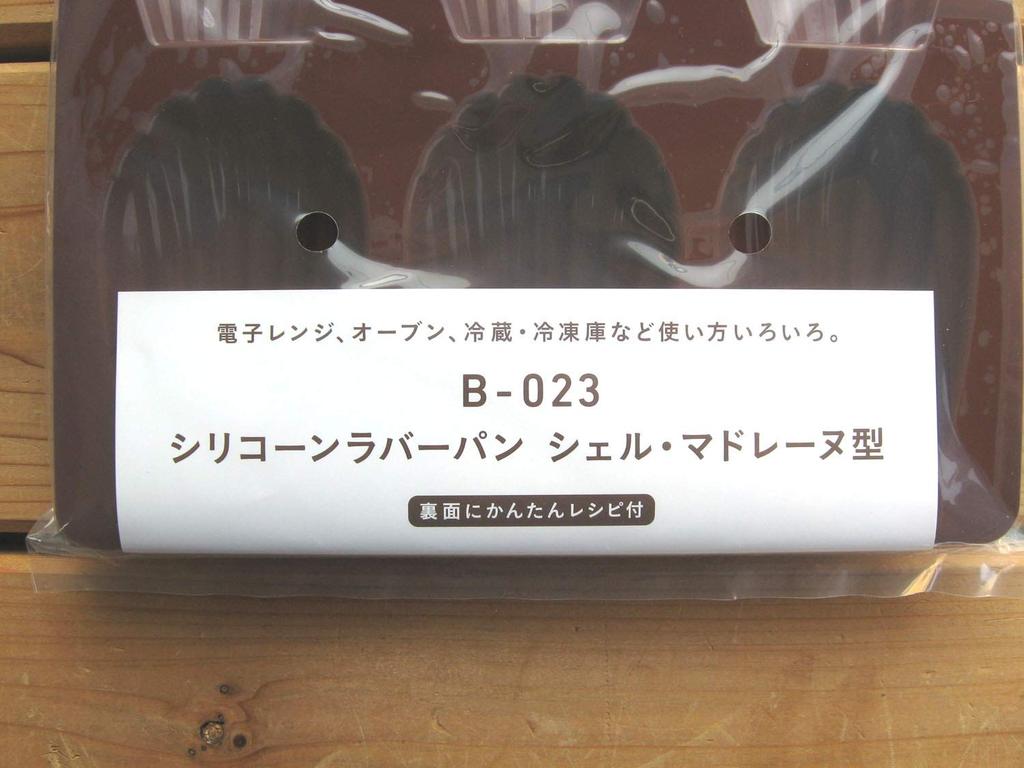 電子レンジ、オーブン、冷蔵・冷凍庫など使い方いろいろ。
B-023
シリコーンラバーパン シェル・マドレーヌ型
裏面にかんたんレシピ付